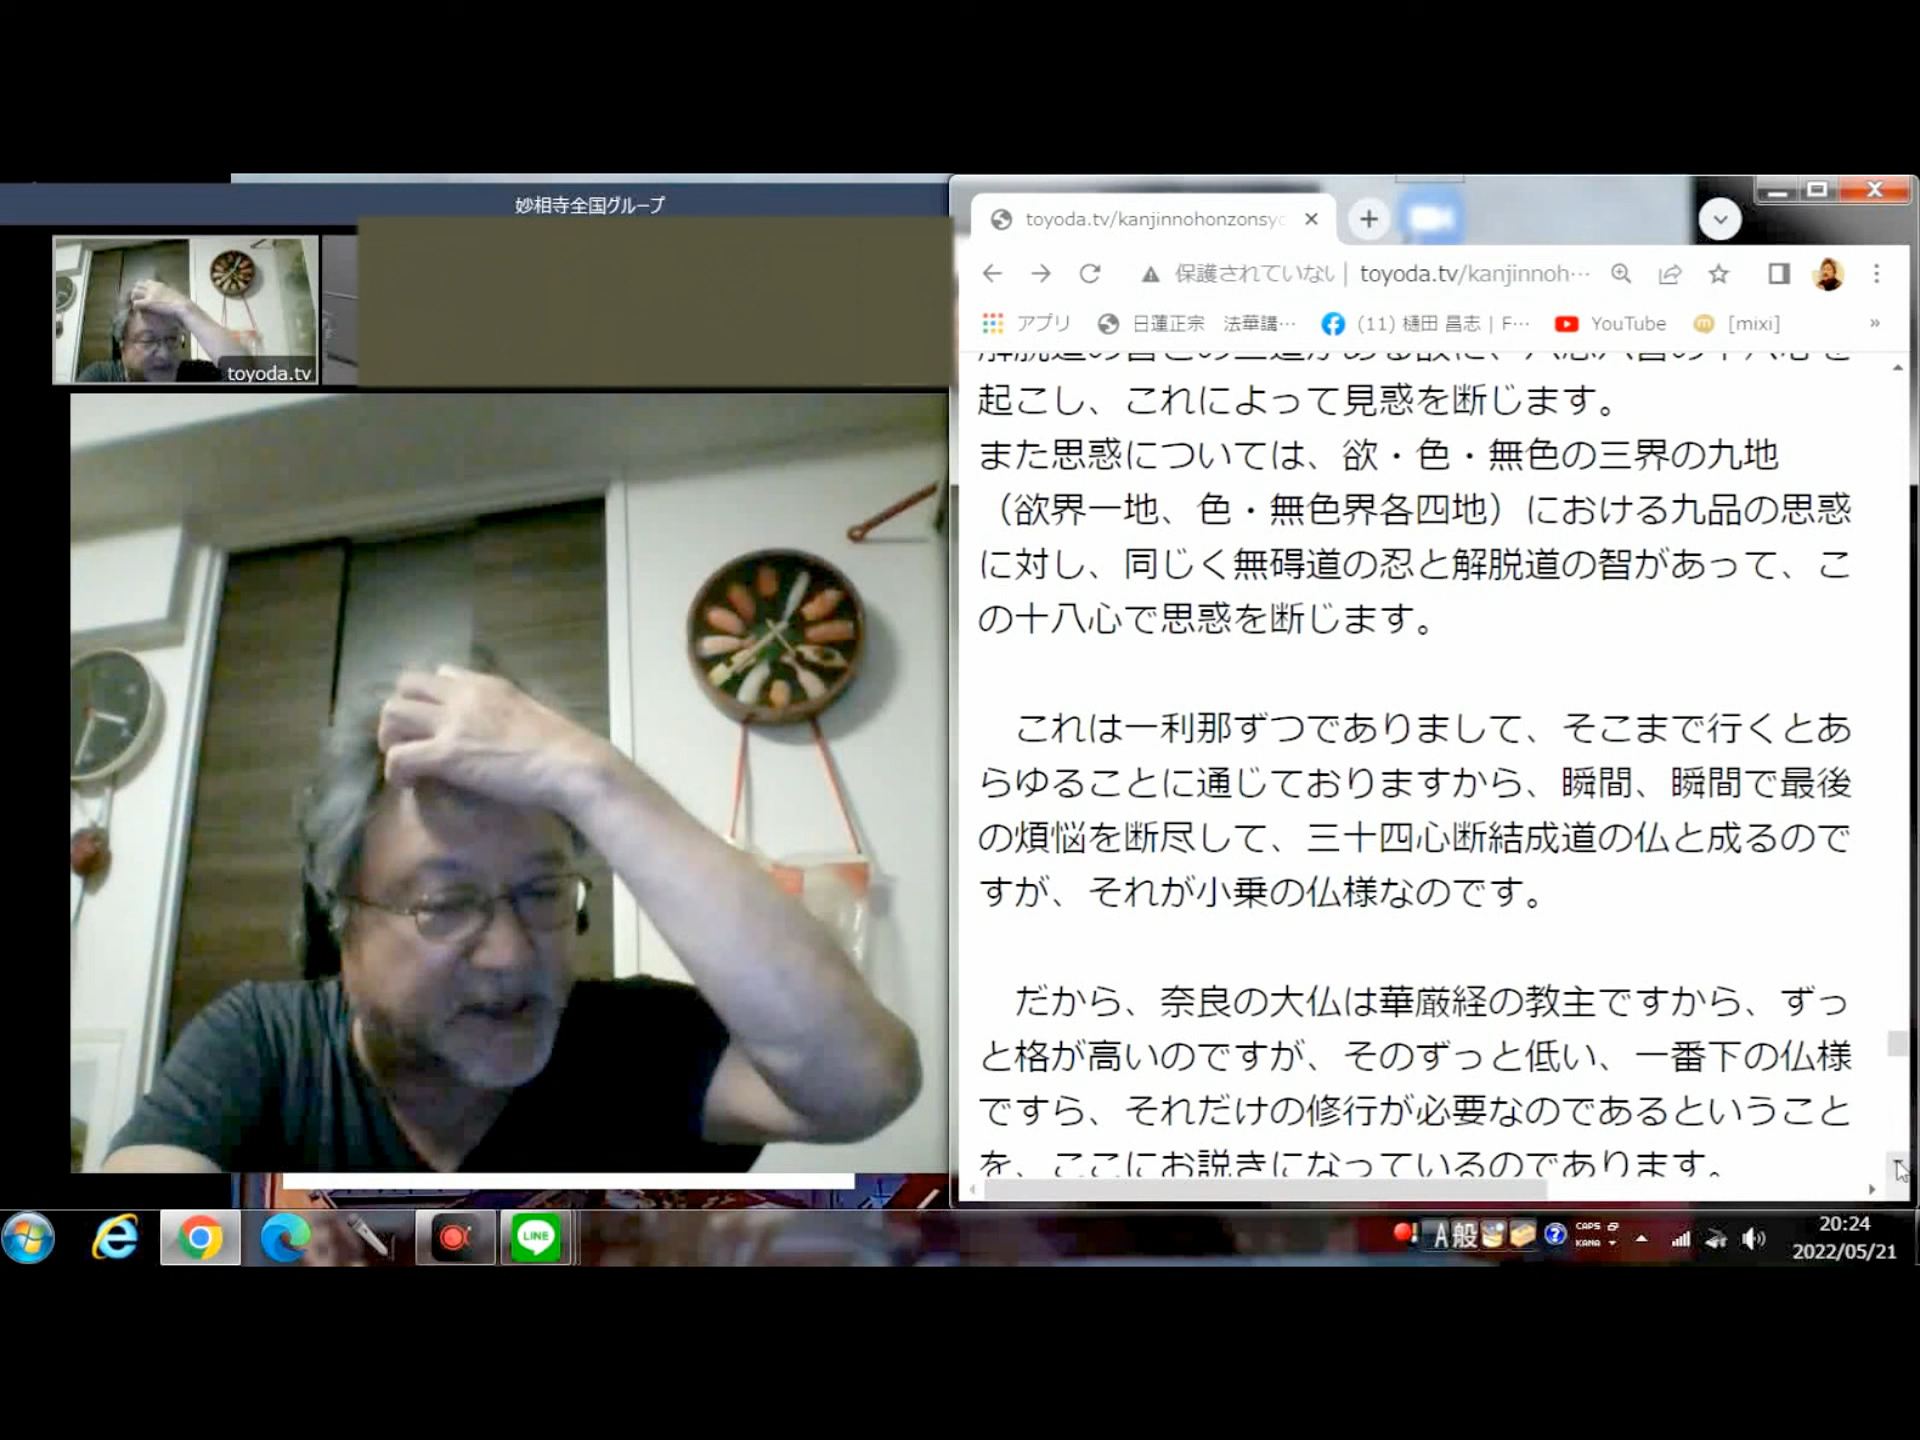 妙相寺全国グループ
toyoda.tv
toyoda.tv/kanjinnohonzonsyo
保護されていない
toyoda.tv/kanjinnoh…
アプリ
日蓮正宗 法華講…
(11) 樋田 昌志 | F…
YouTube
[mixi]
»
起こし、これによって見惑を断じます。
また思惑については、欲・色・無色の三界の九地
（欲界一地、色・無色界各四地）における九品の思惑
に対し、同じく無碍道の忍と解脱道の智があって、こ
の十八心で思惑を断じます。
これは一利那ずつでありまして、そこまで行くとあ
らゆることに通じておりますから、瞬間、瞬間で最後
の煩悩を断尽して、三十四心断結成道の仏と成るので
すが、それが小乗の仏様なのです。
だから、奈良の大仏は華厳経の教主ですから、ずっ
と格が高いのですが、そのずっと低い、一番下の仏様
ですら、それだけの修行が必要なのであるということ
を、ここにお説きになっているのであります。
LINE
A 般
CAPS
KANA
20:24
2022/05/21